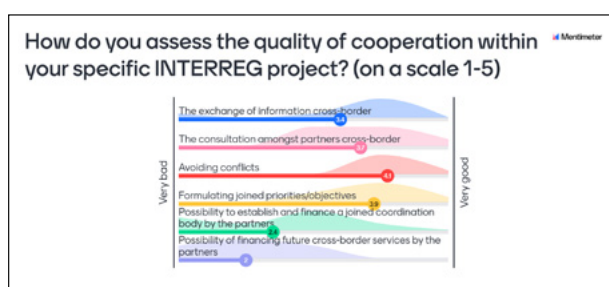 How do you assess the quality of cooperation within
your specific INTERREG project? (on a scale 1-5)
Mentimeter
The exchange of information cross-border
3.4
The consultation amongst partners cross-border
3.7
Avoiding conflicts
4.1
Formulating joined priorities/objectives
Possibility to establish and finance a joined coordination
body by the partners
2.4
Possibility of financing future cross-border services by the
partners
2
Very bad
Very good